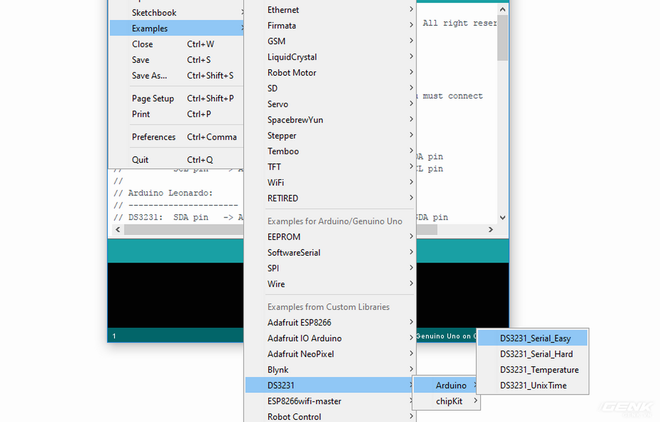 Sketchbook
Examples
Close Ctrl+W
Save Ctrl+S
Save As... Ctrl+Shift+S
Page Setup Ctrl+Shift+P
Print Ctrl+P
Preferences Ctrl+Comma
Quit Ctrl+Q
//
// Arduino Leonardo:
// ----------------------
// DS3231: SDA pin -> A
Ethernet
Firmata
GSM
LiquidCrystal
Robot Motor
SD
Servo
SpacebrewYun
Stepper
Temboo
TFT
WiFi
RETIRED
Examples for Arduino/Genuino Uno
EEPROM
SoftwareSerial
SPI
Wire
Examples from Custom Libraries
Adafruit ESP8266
Adafruit IO Arduino
Adafruit NeoPixel
Blynk
DS3231
ESP8266wifi-master
Robot Control
All right reser
must connect
DA pin
CL pin
SDA pin
1
Genuino Uno on
Arduino
chipKit
DS3231_Serial_Easy
DS3231_Serial_Hard
DS3231_Temperature
DS3231_UnixTime
GENK